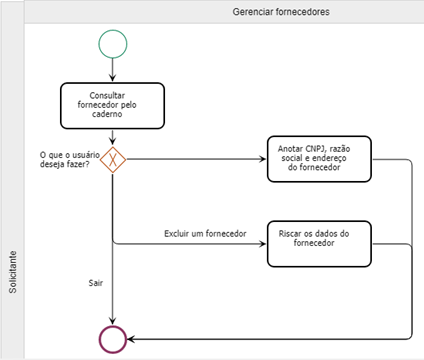 Gerenciar fornecedores
Solicitante
Consultar
fornecedor pelo
caderno
O que o usuário
deseja fazer?
X
Anotar CNPJ, razão
social e endereço
do fornecedor
Excluir um fornecedor
Riscar os dados do
fornecedor
Sair